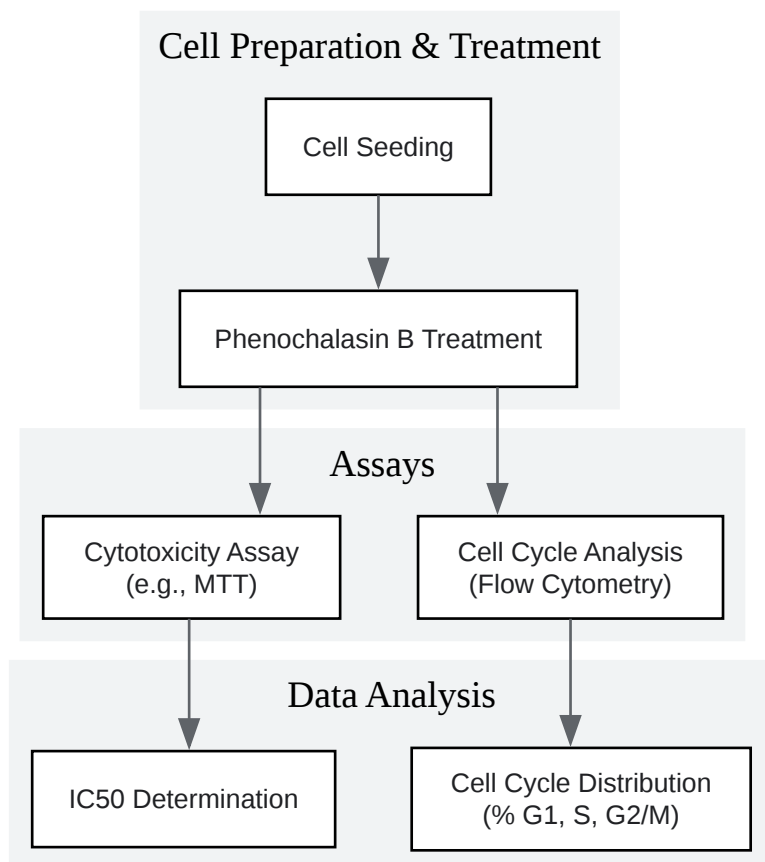 Cell Preparation & Treatment
Cell Seeding
Phenochalasin B Treatment
Assays
Cytotoxicity Assay
(e.g., MTT)
Cell Cycle Analysis
(Flow Cytometry)
Data Analysis
IC50 Determination
Cell Cycle Distribution
(% G1, S, G2/M)